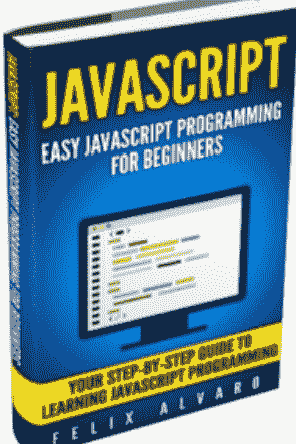 JAVASCRIPT
EASY JAVASCRIPT PROGRAMMING
FOR BEGINNERS
YOUR STEP-BY-STEP GUIDE TO
LEARNING JAVASCRIPT PROGRAMMING
FELIX ALVARO